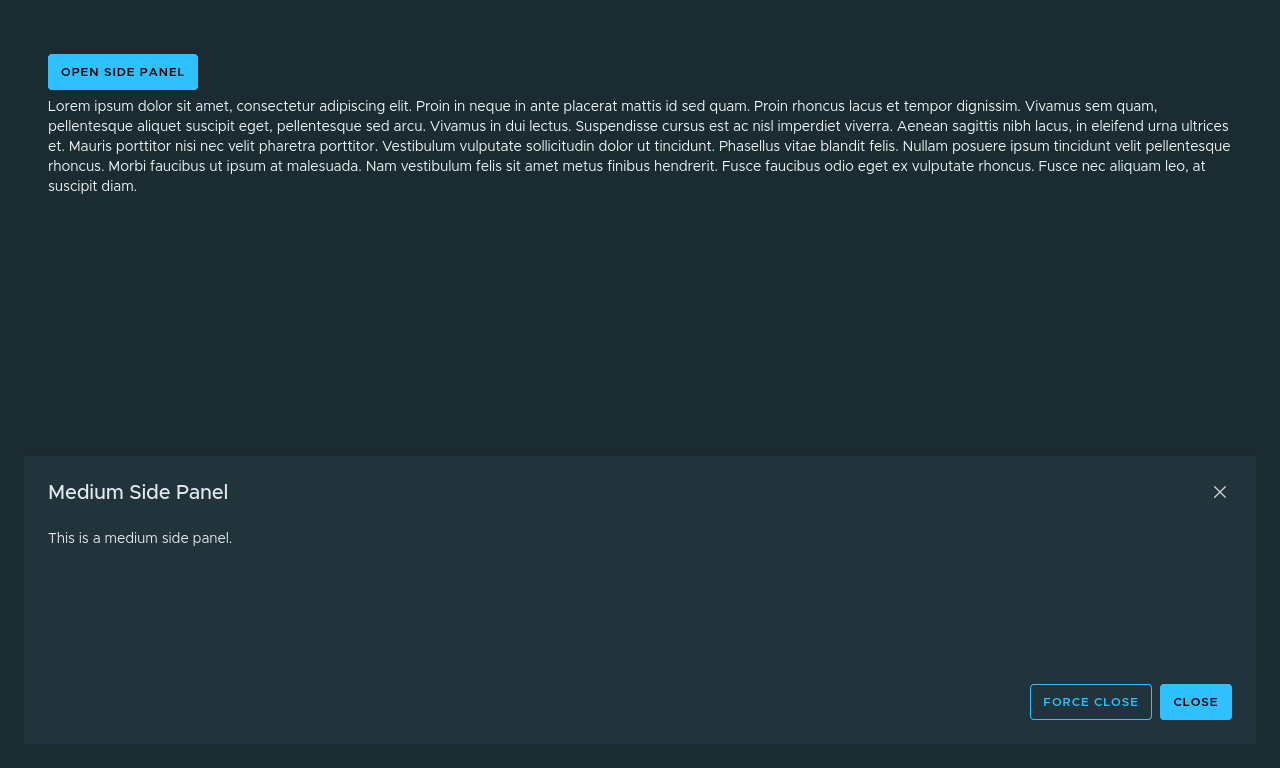 OPEN SIDE PANEL
Lorem ipsum dolor sit amet, consectetur adipiscing elit. Proin in neque in ante placerat mattis id sed quam. Proin rhoncus lacus et tempor dignissim. Vivamus sem quam,
pellentesque aliquet suscipit eget, pellentesque sed arcu. Vivamus in dui lectus. Suspendisse cursus est ac nisl imperdiet viverra. Aenean sagittis nibh lacus, in eleifend urna ultrices
et. Mauris porttitor nisi nec velit pharetra porttitor. Vestibulum vulputate sollicitudin dolor ut tincidunt. Phasellus vitae blandit felis. Nullam posuere ipsum tincidunt velit pellentesque
rhoncus. Morbi faucibus ut ipsum at malesuada. Nam vestibulum felis sit amet metus finibus hendrerit. Fusce faucibus odio eget ex vulputate rhoncus. Fusce nec aliquam leo, at
suscipit diam.
Medium Side Panel
This is a medium side panel.
FORCE CLOSE
CLOSE